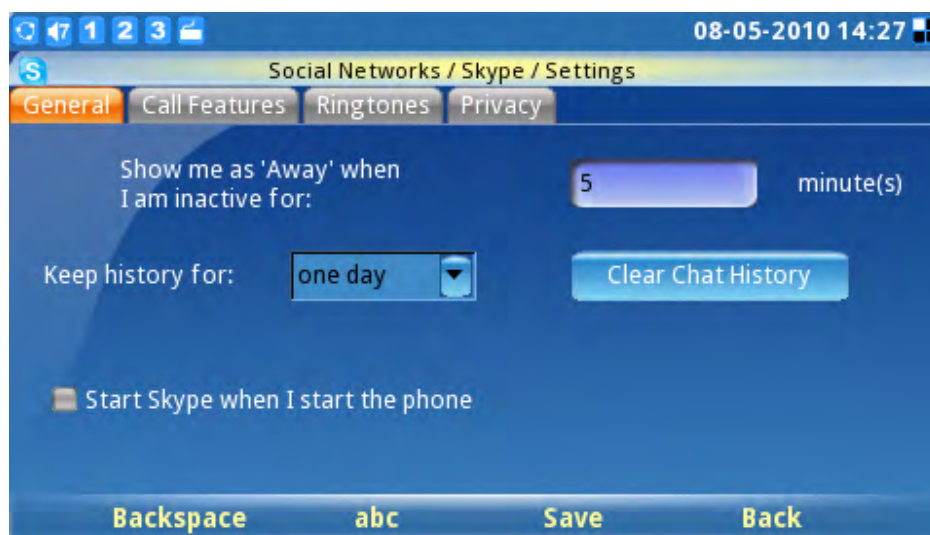 7 1 2 3 08-05-2010 14:27
S Social Networks / Skype / Settings
General Call Features Ringtones Privacy
Show me as 'Away' when
I am inactive for:
5 minute(s)
Keep history for: one day Clear Chat History
Start Skype when I start the phone
Backspace abc Save Back